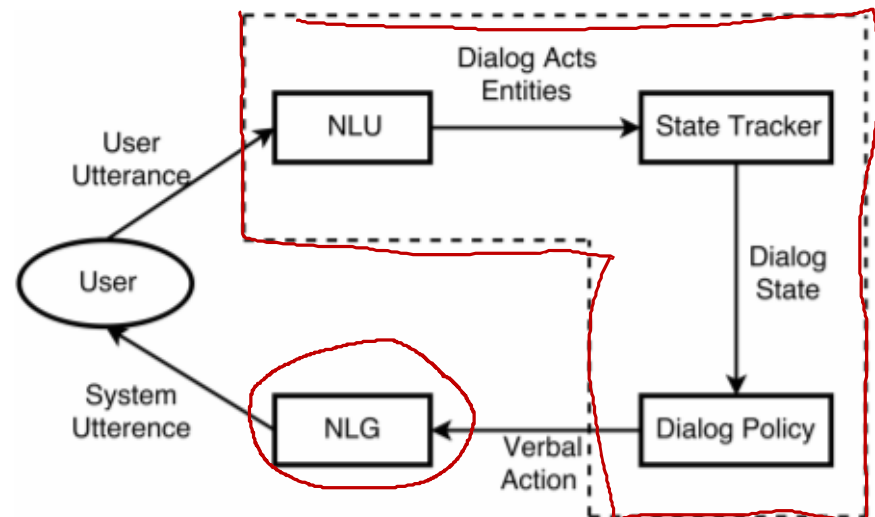 Dialog Acts
Entities
NLU
State Tracker
User
Utterance
Dialog
State
User
System
Utterence
NLG
Verbal
Action
Dialog Policy